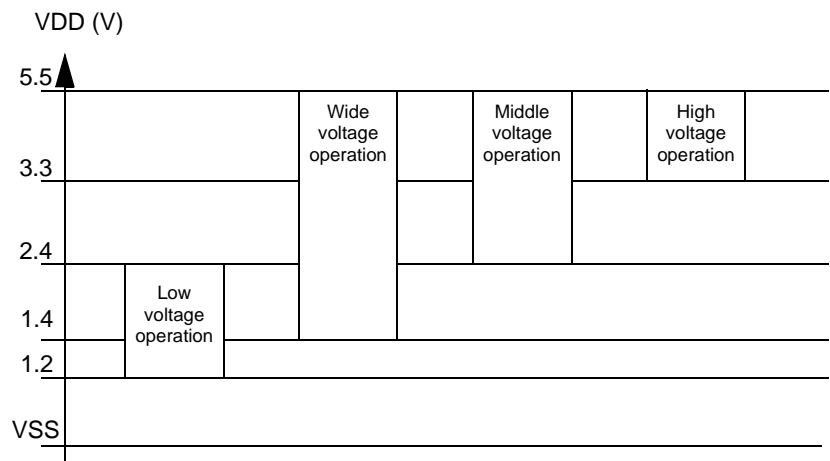 VDD (V)
5.5
Wide
voltage
operation
Middle
voltage
operation
High
voltage
operation
3.3
2.4
Low
voltage
operation
1.4
1.2
VSS